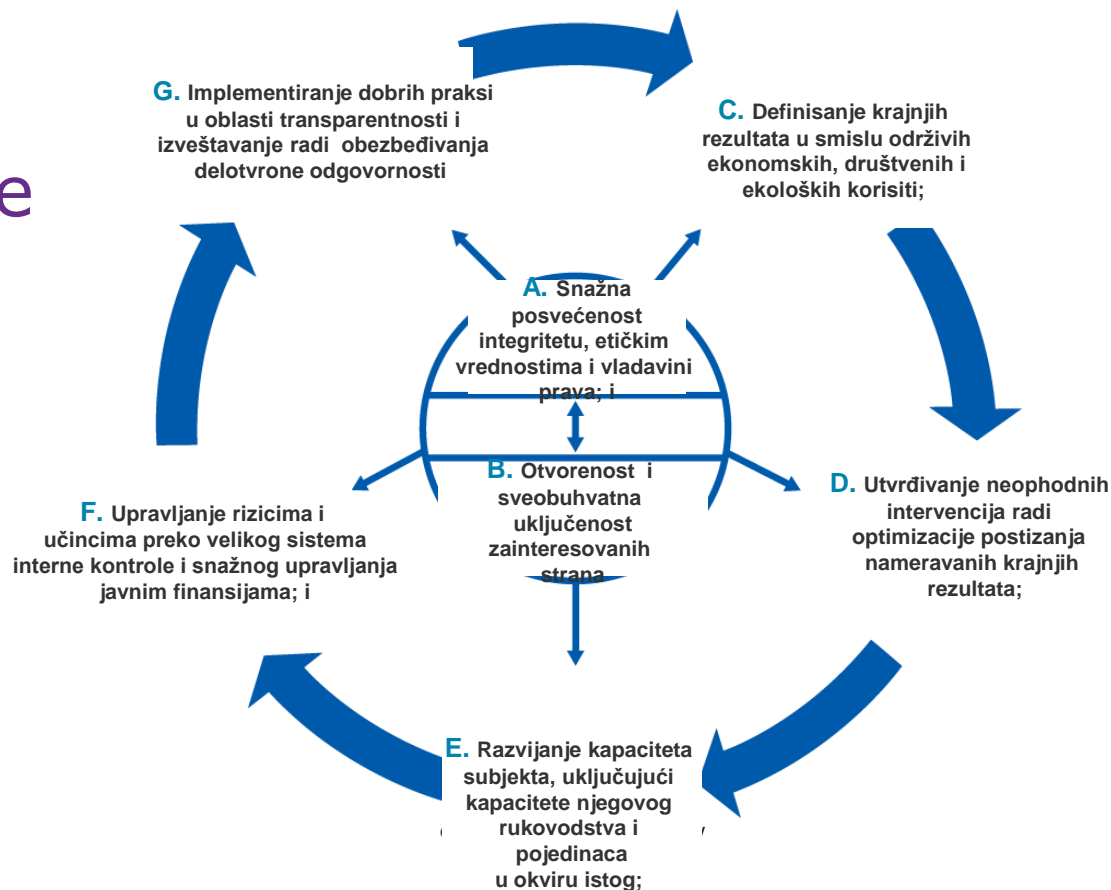 G. Implementiranje dobrih praksi
u oblasti transparentnosti i
izveštavanje radi obezbeđivanja
delotvrone odgovornosti
C. Definisanje krajnjih
rezultata u smislu održivih
ekonomskih, društvenih i
ekoloških korisiti;
A. Snažna
posvećenost
integritetu, etičkim
vrednostima i vladavini
prava; i
B. Otvorenost i
sveobuhvatna
uključenost
zainteresovanih
strana
D. Utvrđivanje neophodnih
intervencija radi
optimizacije postizanja
nameravanih krajnjih
rezultata;
F. Upravljanje rizicima i
učincima preko velikog sistema
interne kontrole i snažnog upravljanja
javnim finansijama; i
E. Razvijanje kapaciteta
subjekta, uključujući
kapacitete njegovog
rukovodstva i
pojedinaca
u okviru istog;